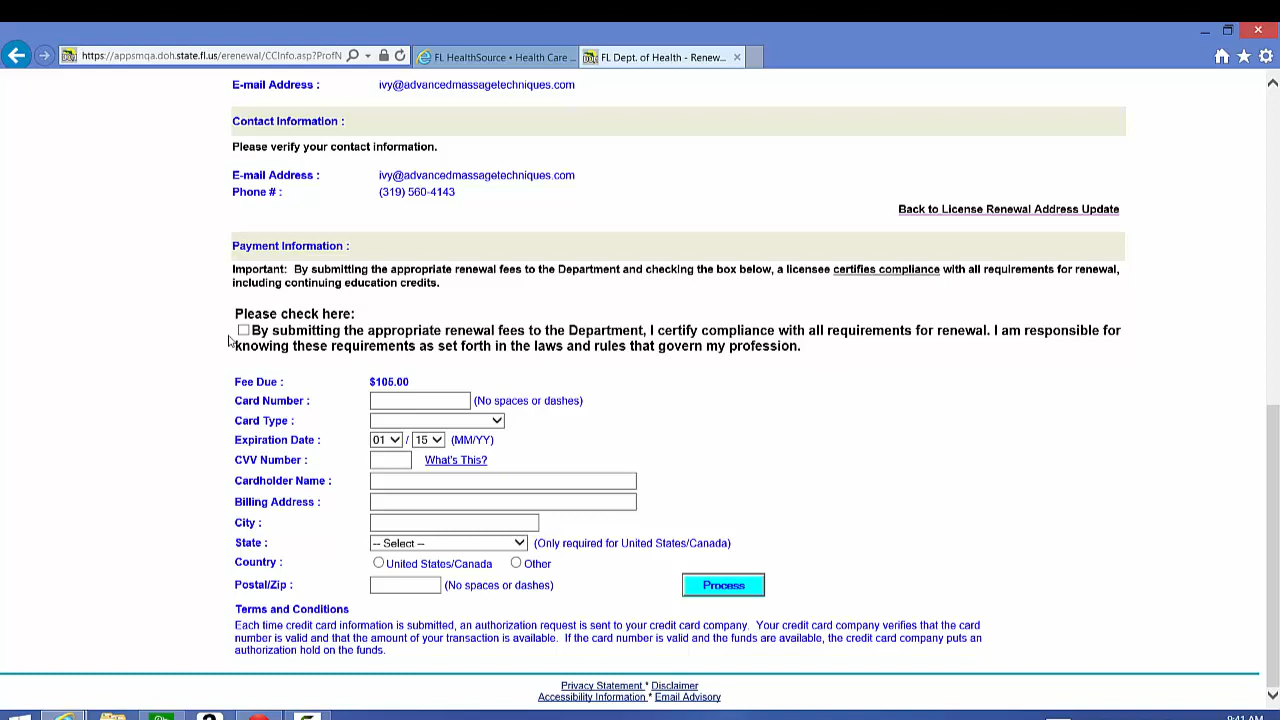 https://appsmqa.doh.state.fl.us/erenewal/CCInfo.asp?ProfN
FL HealthSource • Health Care ...
FL Dept. of Health - Renew...
E-mail Address : ivy@advancedmassagetechniques.com
Contact Information :
Please verify your contact information.
E-mail Address : ivy@advancedmassagetechniques.com
Phone # : (319) 560-4143
Back to License Renewal Address Update
Payment Information :
Important: By submitting the appropriate renewal fees to the Department and checking the box below, a licensee certifies compliance with all requirements for renewal,
including continuing education credits.
Please check here:
By submitting the appropriate renewal fees to the Department, I certify compliance with all requirements for renewal. I am responsible for
knowing these requirements as set forth in the laws and rules that govern my profession.
Fee Due : $105.00
Card Number : (No spaces or dashes)
Card Type :
Expiration Date : 01 / 15 (MM/YY)
CVV Number : What's This?
Cardholder Name :
Billing Address :
City :
State : -- Select -- (Only required for United States/Canada)
Country : United States/Canada Other
Postal/Zip : (No spaces or dashes) Process
Terms and Conditions
Each time credit card information is submitted, an authorization request is sent to your credit card company. Your credit card company verifies that the card
number is valid and that the amount of your transaction is available. If the card number is valid and the funds are available, the credit card company puts an
authorization hold on the funds.
Privacy Statement * Disclaimer
Accessibility Information * Email Advisory
9:41 AM